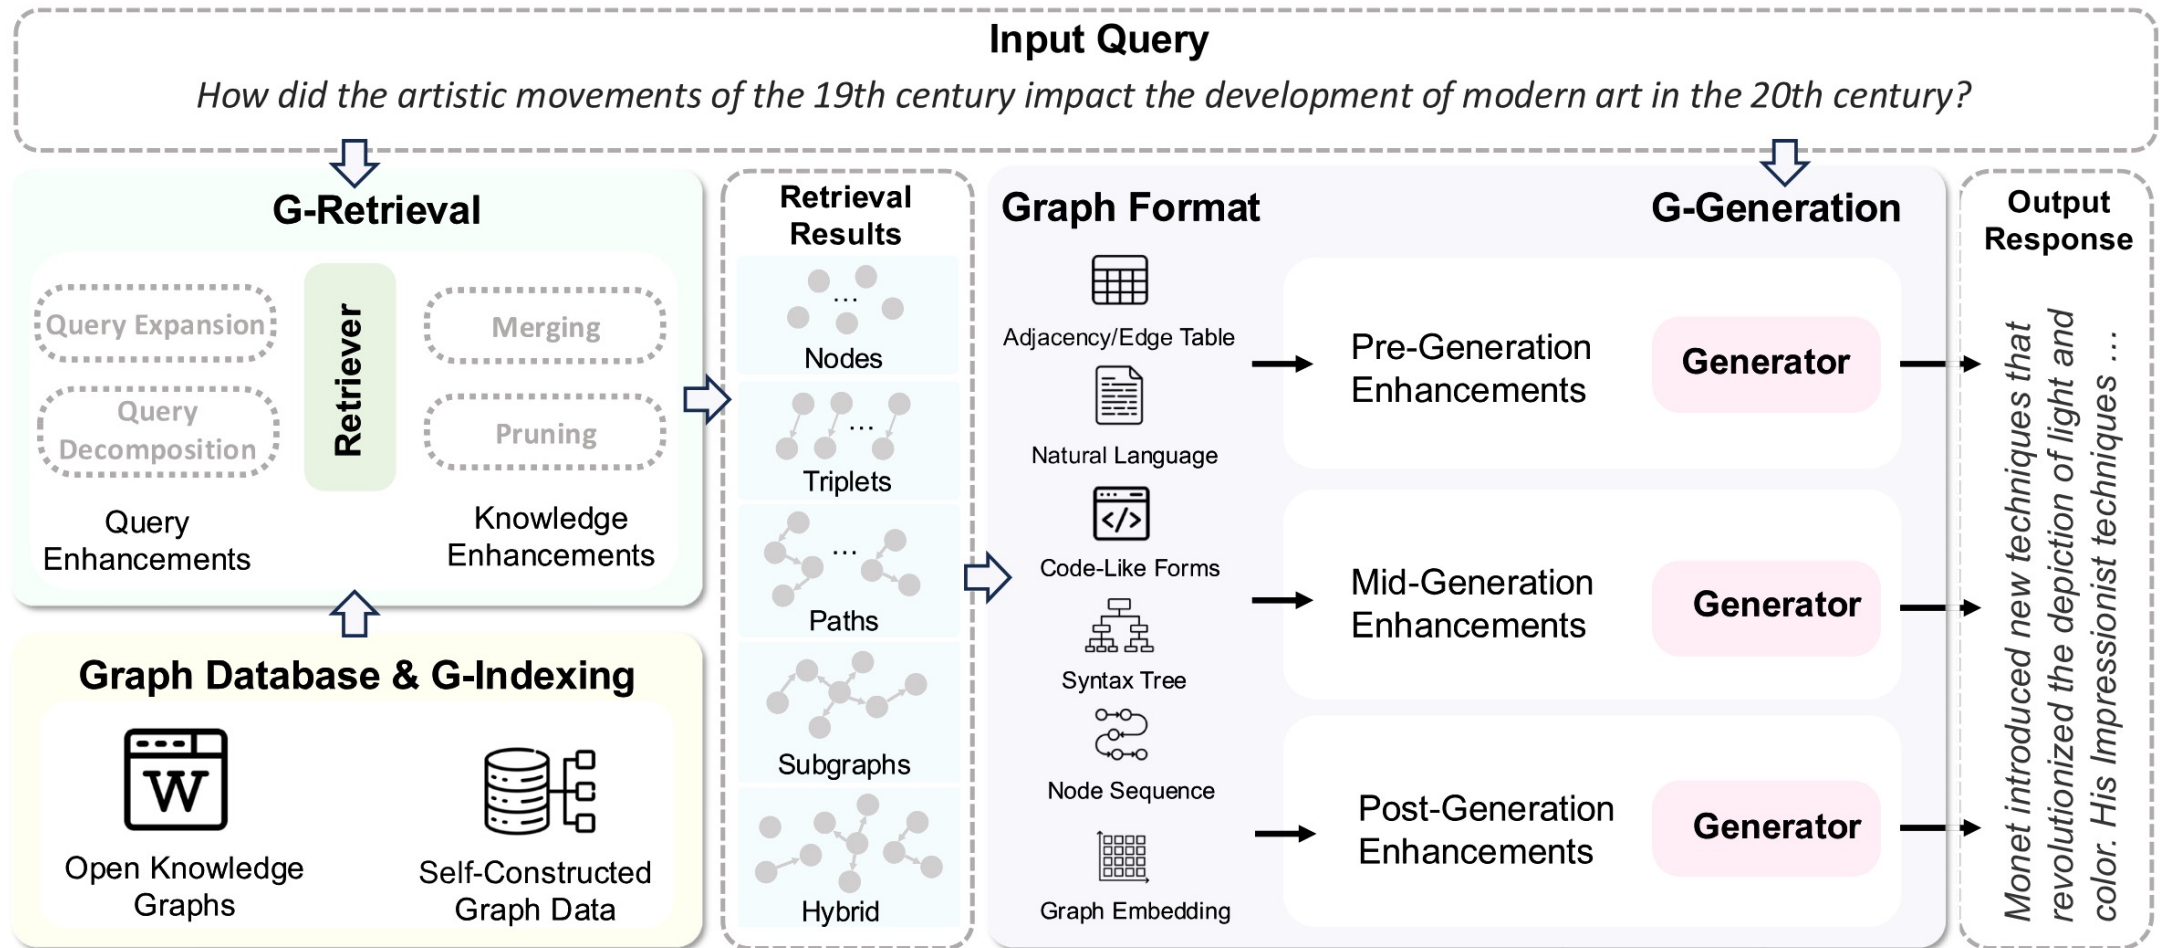 Input Query
How did the artistic movements of the 19th century impact the development of modern art in the 20th century?
G-Retrieval
Query Expansion
Query
Decomposition
Query
Enhancements
Retriever
Merging
Pruning
Knowledge
Enhancements
Graph Database & G-Indexing
W
Open Knowledge
Graphs
Self-Constructed
Graph Data
Retrieval
Results
...
Nodes
...
Triplets
...
Paths
Subgraphs
Hybrid
Graph Format
Adjacency/Edge Table
Natural Language
</>
Code-Like Forms
Syntax Tree
Node Sequence
Graph Embedding
G-Generation
Pre-Generation
Enhancements
Generator
Mid-Generation
Enhancements
Generator
Post-Generation
Enhancements
Generator
Output
Response
Monet introduced new techniques that
revolutionized the depiction of light and
color. His Impressionist techniques ...